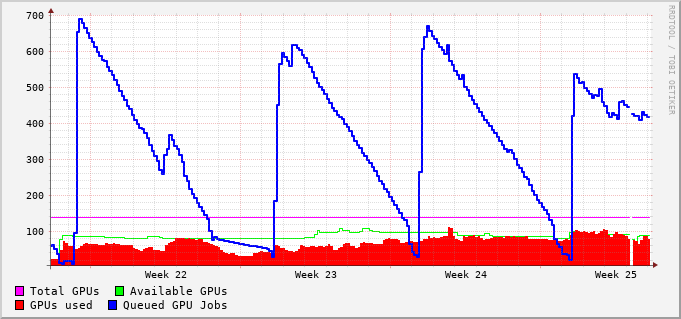 700
600
500
400
300
200
100
Week 22 Week 23 Week 24 Week 25
Total GPUs Available GPUs
GPUs used Queued GPU Jobs
RRDTOOL / TOBI OETIKER